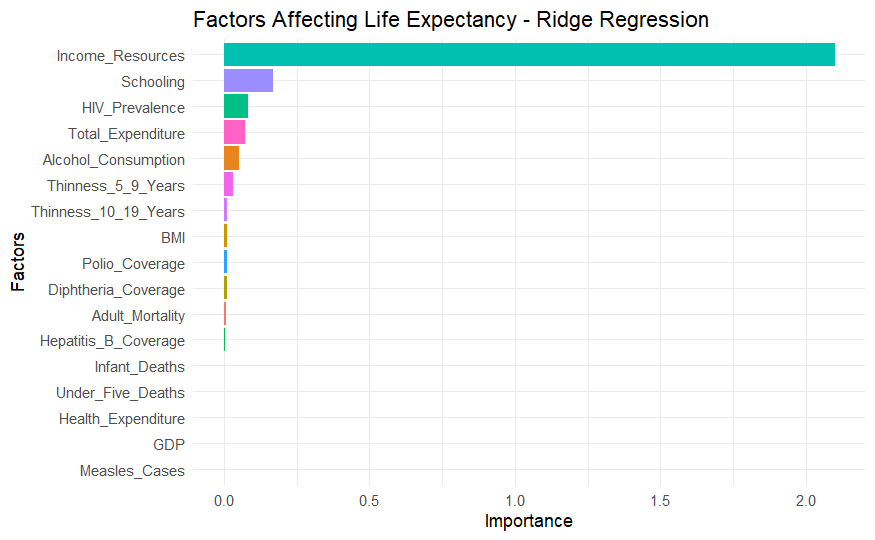 Factors Affecting Life Expectancy - Ridge Regression
Factors
Income_Resources
Schooling
HIV_Prevalence
Total_Expenditure
Alcohol_Consumption
Thinness_5_9_Years
Thinness_10_19_Years
BMI
Polio_Coverage
Diphtheria_Coverage
Adult_Mortality
Hepatitis_B_Coverage
Infant_Deaths
Under_Five_Deaths
Health_Expenditure
GDP
Measles_Cases
0.0 0.5 1.0 1.5 2.0
Importance